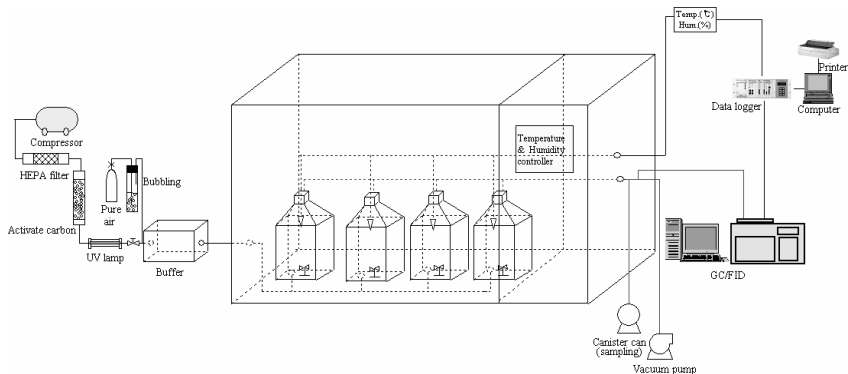 Temp.(℃)
Hum.(%)
Printer
Data logger
Computer
Compressor
HEPA filter
Bubbling
Pure
air
Activate carbon
UV lamp
Buffer
Temperature
& Humidity
controller
GC/FID
Canister can
(sampling)
Vacuum pump